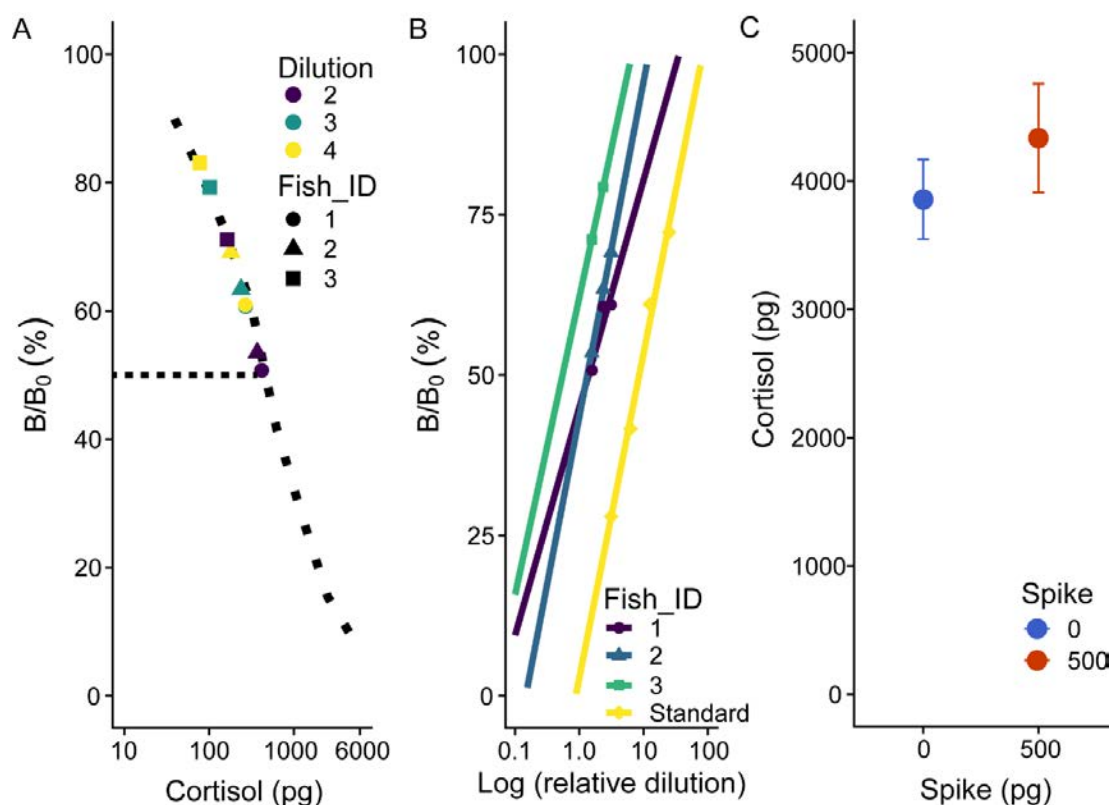 A
100
80
60
40
20
0
B/B₀ (%)
10
100
1000
6000
Cortisol (pg)
Dilution
2
3
4
Fish_ID
1
2
3
B
100
75
50
25
0
B/B₀ (%)
0.1
1.0
10
100
Log (relative dilution)
Fish_ID
1
2
3
Standard
C
5000
4000
3000
2000
1000
0
Cortisol (pg)
0
500
Spike (pg)
Spike
0
500